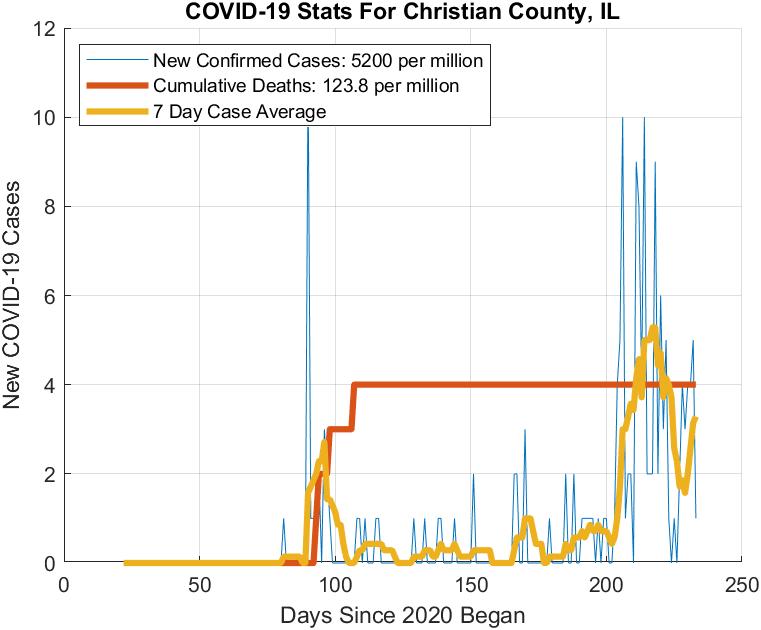 COVID-19 Stats For Christian County, IL
New Confirmed Cases: 5200 per million
Cumulative Deaths: 123.8 per million
7 Day Case Average
New COVID-19 Cases
12
10
8
6
4
2
0
0 50 100 150 200 250
Days Since 2020 Began